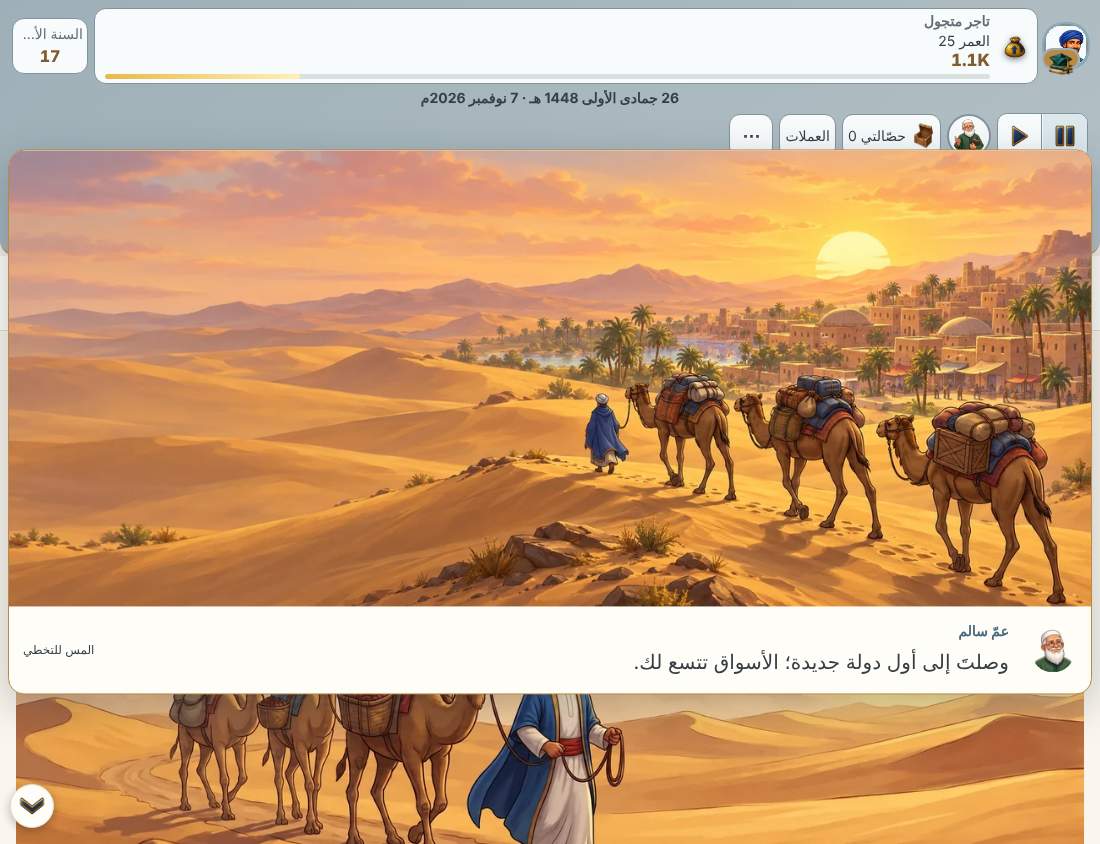 تاجر متجول
العمر 25
1.1K
السنة الأ...
17
26 جمادى الأولى 1448 هـ · 7 نوفمبر 2026م
حصّالتي 0
العملات
...
عمّ سالم
وصلتَ إلى أول دولة جديدة؛ الأسواق تتسع لك.
المس للتخطي